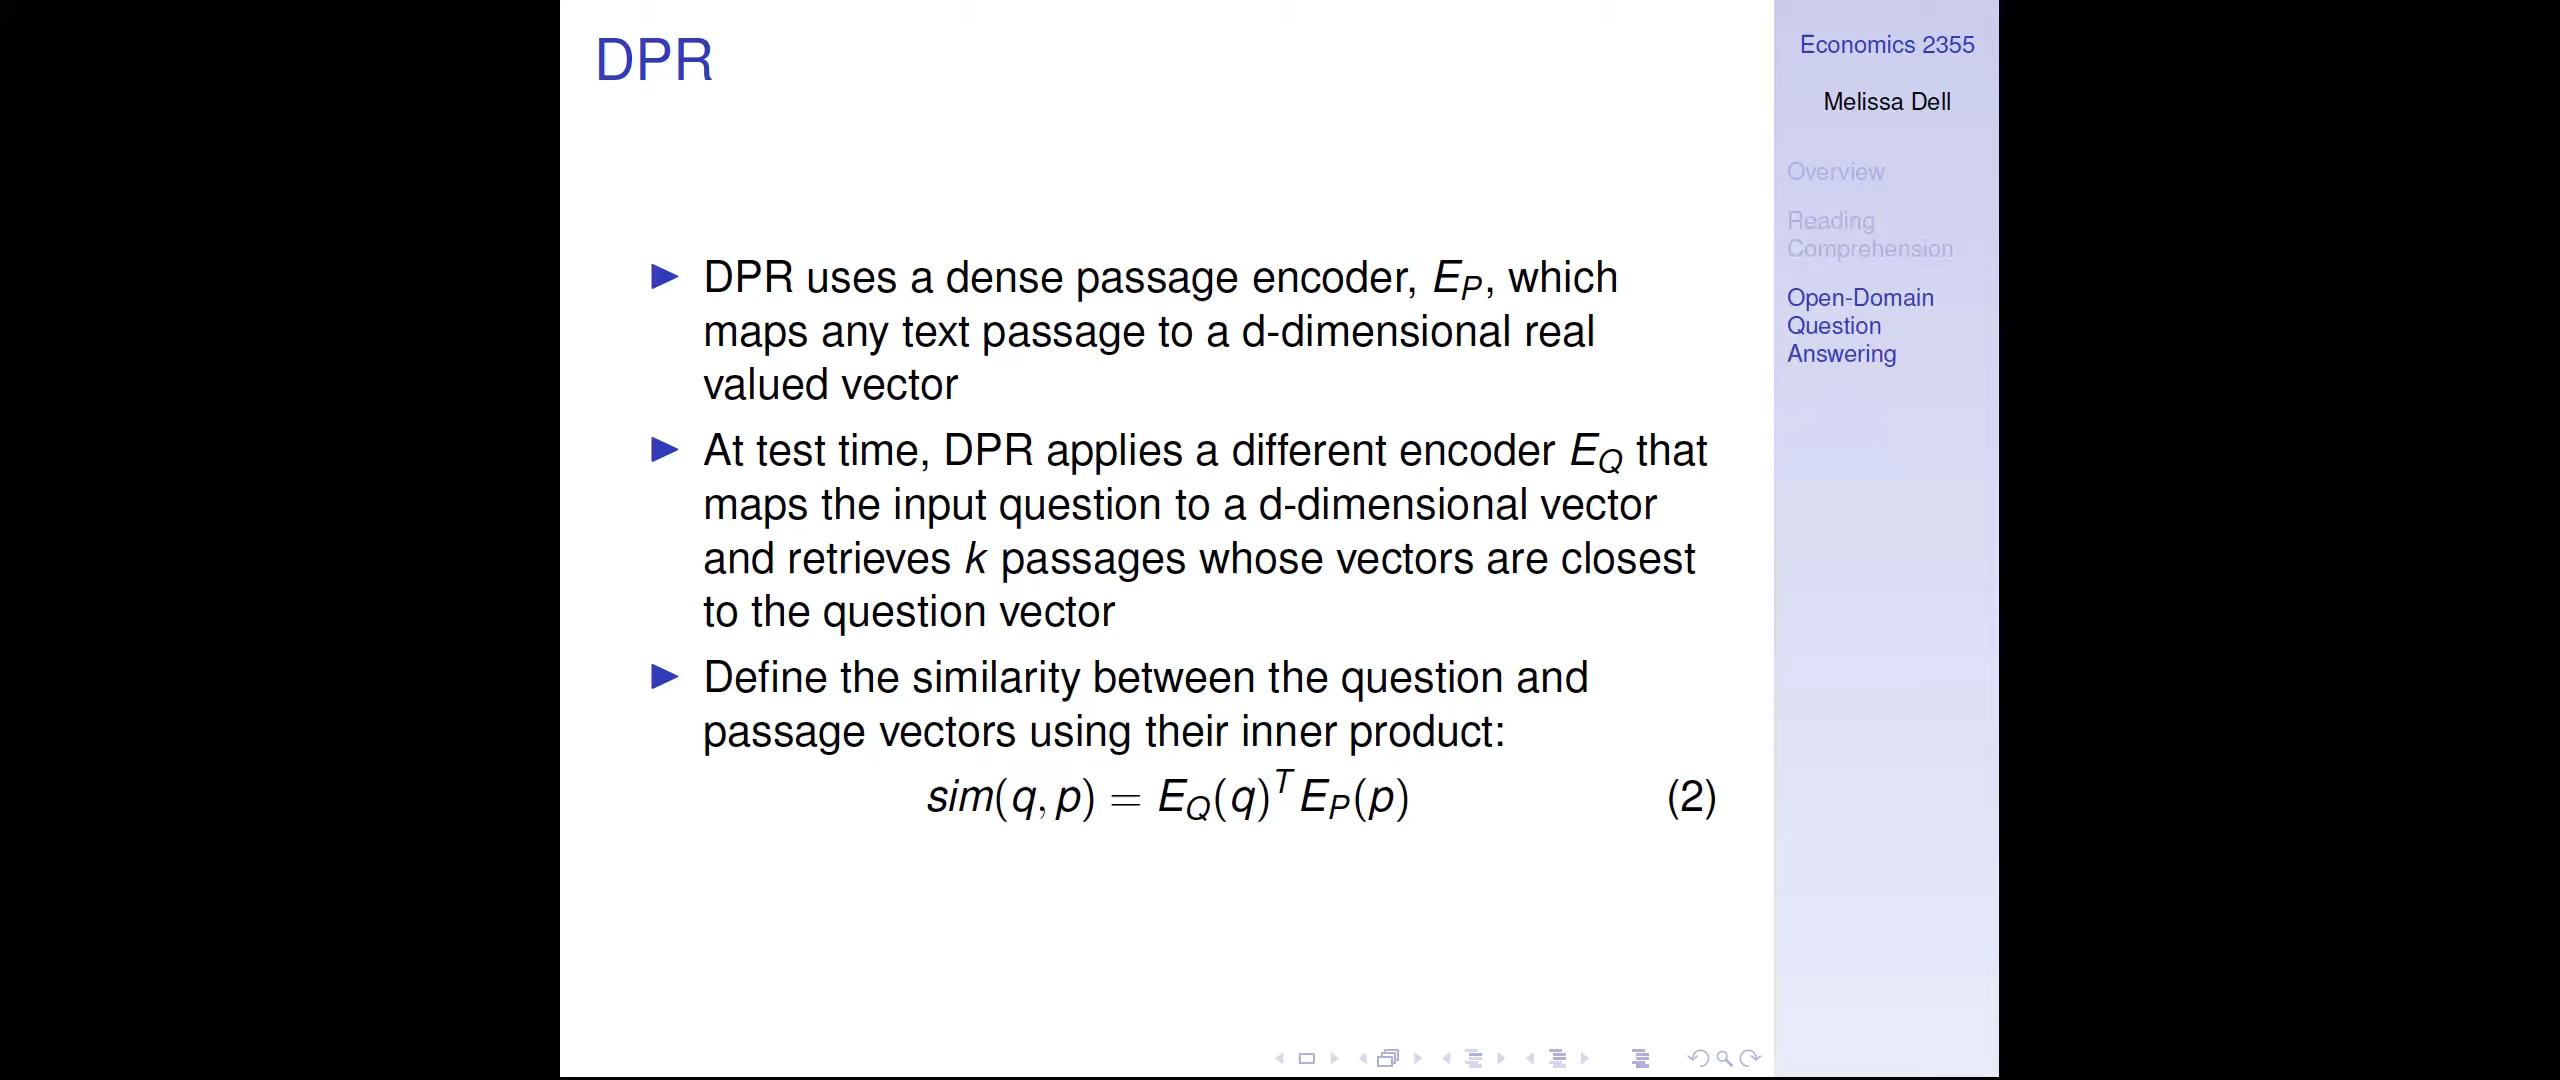 DPR
DPR uses a dense passage encoder, E_P, which
maps any text passage to a d-dimensional real
valued vector
At test time, DPR applies a different encoder E_Q that
maps the input question to a d-dimensional vector
and retrieves k passages whose vectors are closest
to the question vector
Define the similarity between the question and
passage vectors using their inner product:
sim(q, p) = E_Q(q)^T E_P(p) (2)
Economics 2355
Melissa Dell
Overview
Reading
Comprehension
Open-Domain
Question
Answering